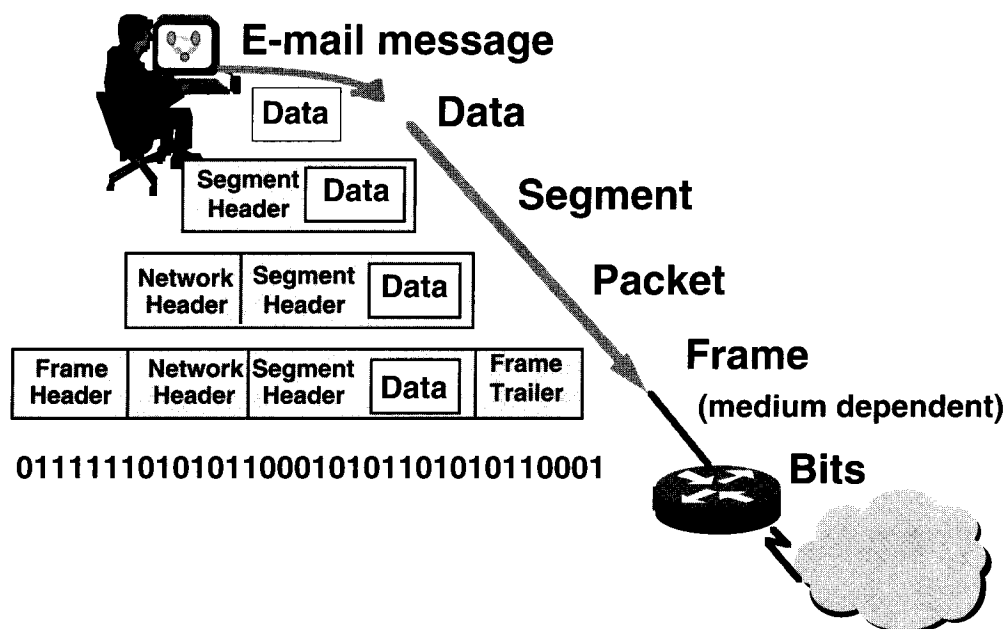 E-mail message
Data
Data
Segment
Header
Data
Segment
Network
Header
Segment
Header
Data
Packet
Frame
Header
Network
Header
Segment
Header
Data
Frame
Trailer
Frame
(medium dependent)
0111111010101100010101101010110001
Bits